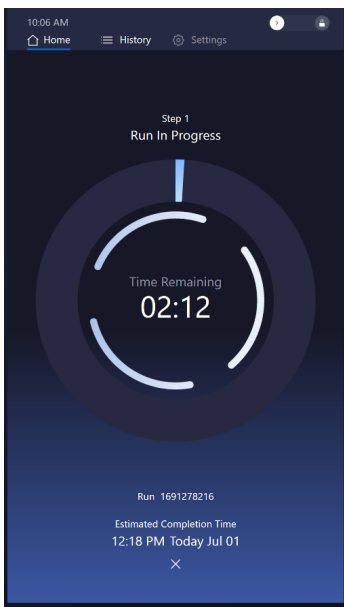 10:06 AM
Home History Settings
Step 1
Run In Progress
Time Remaining
02:12
Run 1691278216
Estimated Completion Time
12:18 PM Today Jul 01